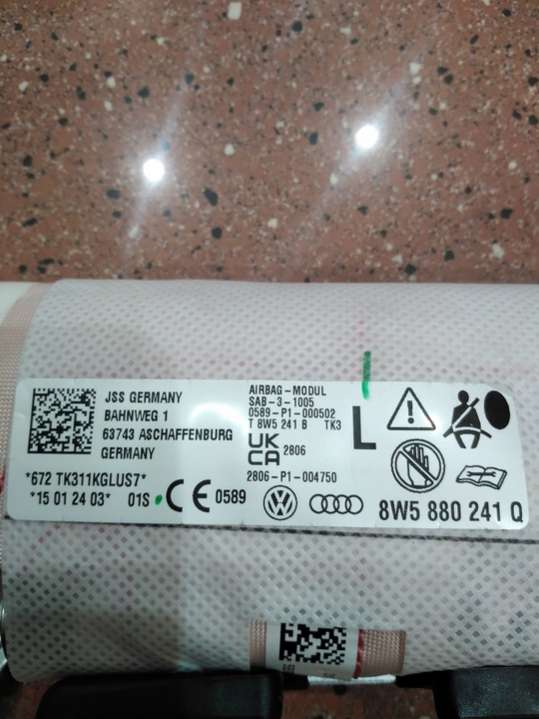 JSS GERMANY
BAHNWEG 1
63743 ASCHAFFENBURG
GERMANY
*672 TK311KGLUS7*
*15 01 24 03* 01S
CE 0589
AIRBAG-MODUL
SAB-3-1005
0589-P1-000502
T 8W5 241 B TK3
UK
CA 2806
2806-P1-004750
L
8W5 880 241 Q